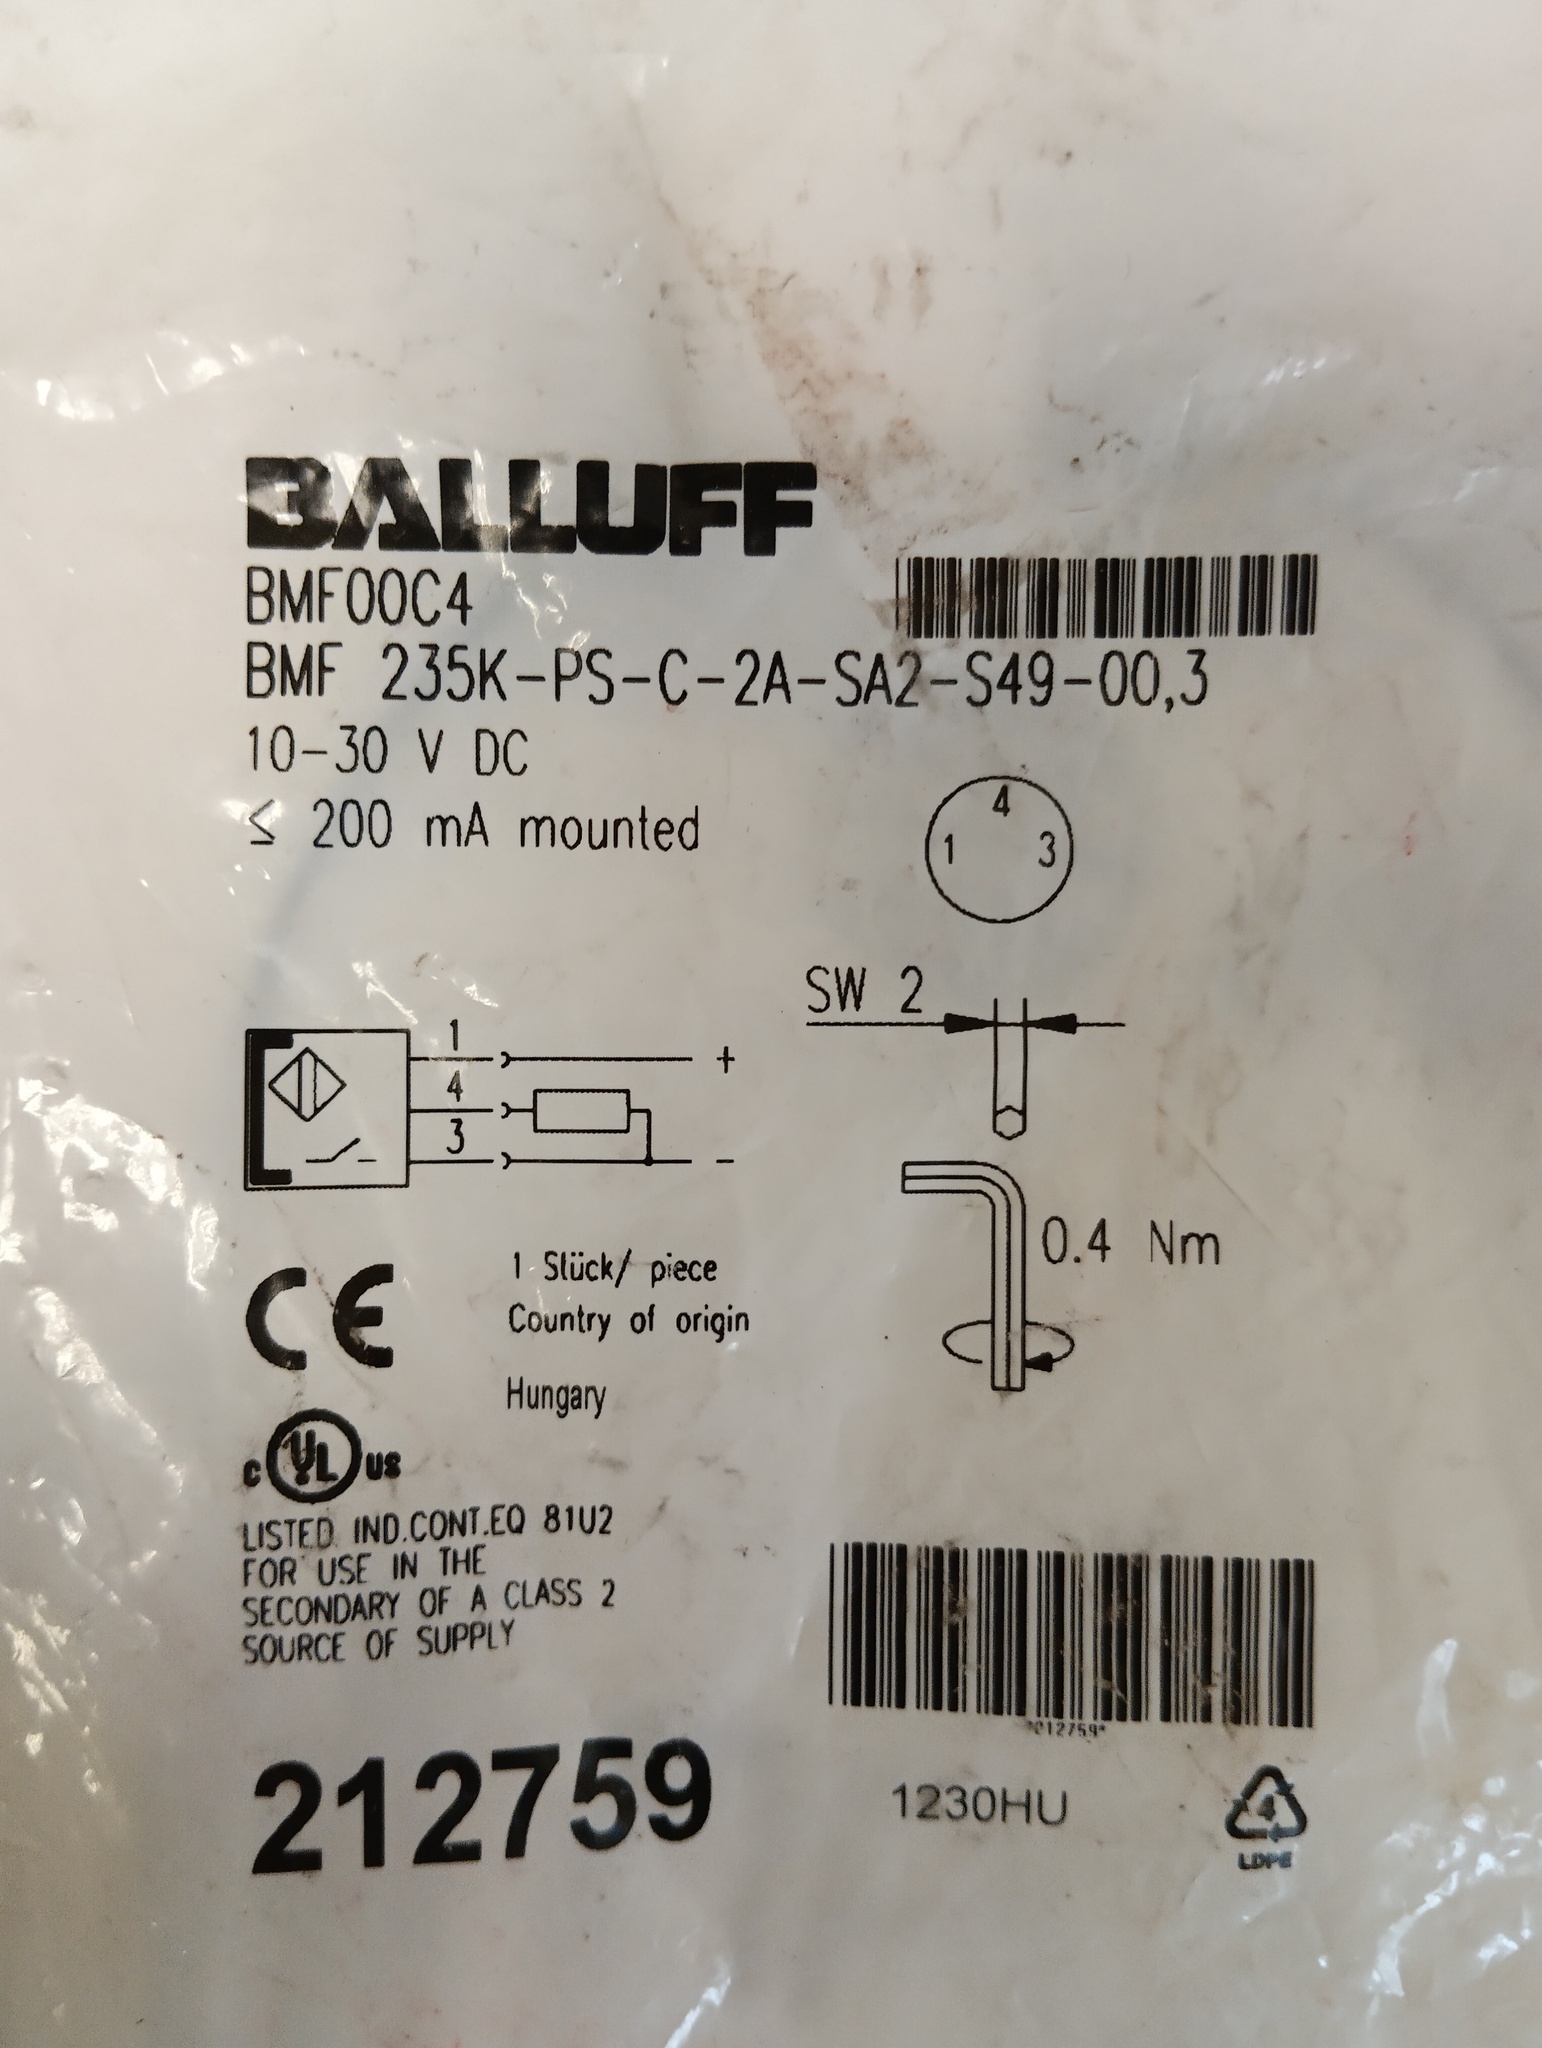 BALLUFF
BMF00C4
BMF 235K-PS-C-2A-SA2-S49-00,3
10-30 V DC
≤ 200 mA mounted
4
1 3
SW 2
1 +
4
3 -
0.4 Nm
1 Stück/ piece
Country of origin
Hungary
CE
c UL us
LISTED IND.CONT.EQ 81U2
FOR USE IN THE
SECONDARY OF A CLASS 2
SOURCE OF SUPPLY
*212759*
212759
1230HU
4
LDPE